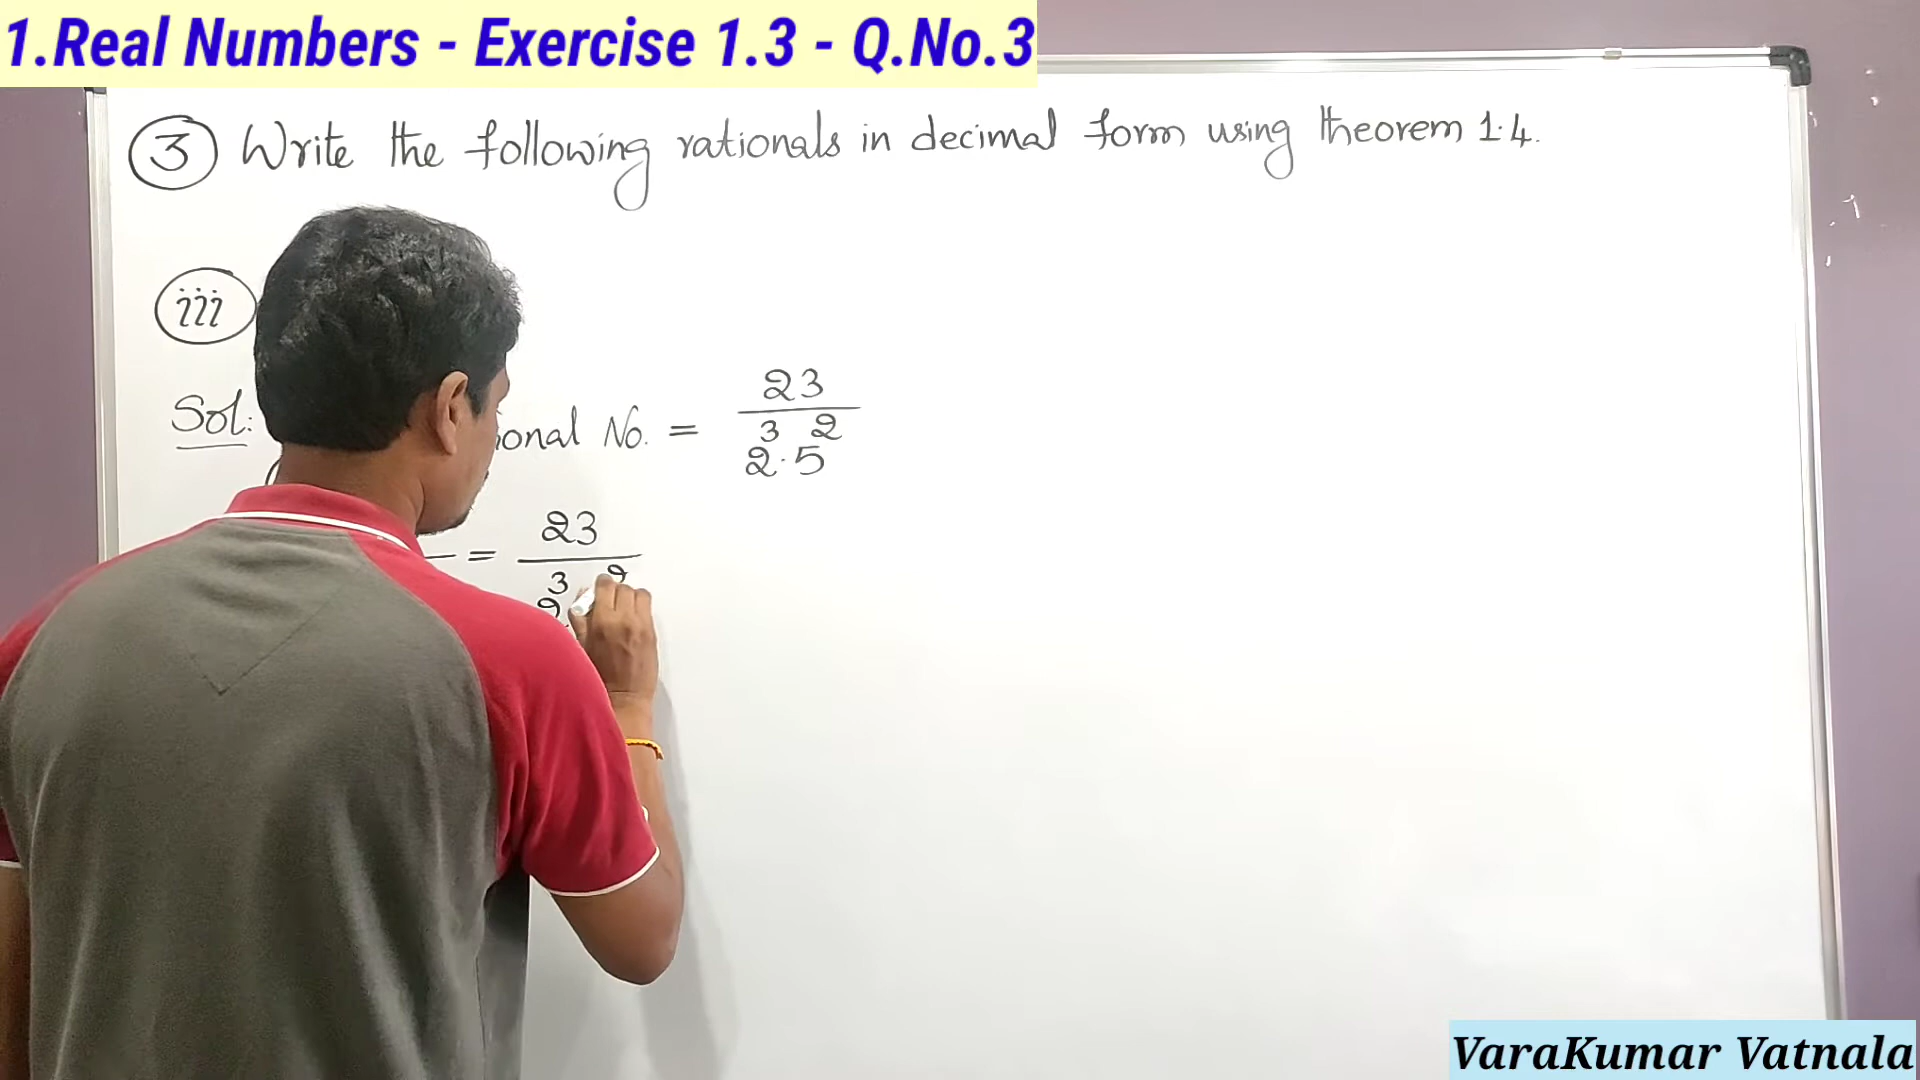 1.Real Numbers - Exercise 1.3 - Q.No.3
3 Write the following rationals in decimal form using theorem 1.4.
iii
Sol: No. = 23 / 2³·5²
= 23
3
VaraKumar Vatnala